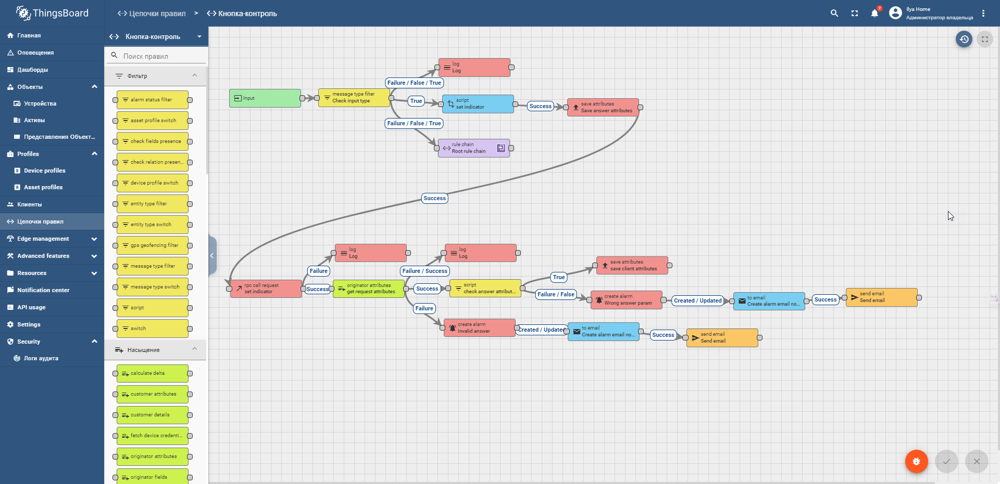 ThingsBoard
Цепочки правил > Кнопка-контроль
7
Ilya Home
Администратор владельца
Главная
Оповещения
Дашборды
Объекты
Устройства
Активы
Представления Объект...
Profiles
Device profiles
Asset profiles
Клиенты
Цепочки правил
Edge management
Advanced features
Resources
Notification center
API usage
Settings
Security
Логи аудита
Кнопка-контроль
Поиск правил
Фильтр
alarm status filter
asset profile switch
check fields presence
check relation presen...
device profile switch
entity type filter
entity type switch
gps geofencing filter
message type filter
message type switch
script
switch
Насыщение
calculate delta
customer attributes
customer details
fetch device credenti...
originator attributes
originator fields
log
Log
Failure / False / True
Input
message type filter
Check input type
True
script
set indicator
Success
save attributes
Save answer attributes
Failure / False / True
rule chain
Root rule chain
Success
log
Log
log
Log
Failure
Failure / Success
save attributes
save client attributes
True
rpc call request
set indicator
Success
originator attributes
get request attributes
Success
script
check answer attribut...
Failure / False
create alarm
Wrong answer param
Created / Updated
to email
Create alarm email no...
Success
send email
Send email
Failure
create alarm
Invalid answer
Created / Updated
to email
Create alarm email no...
Success
send email
Send email